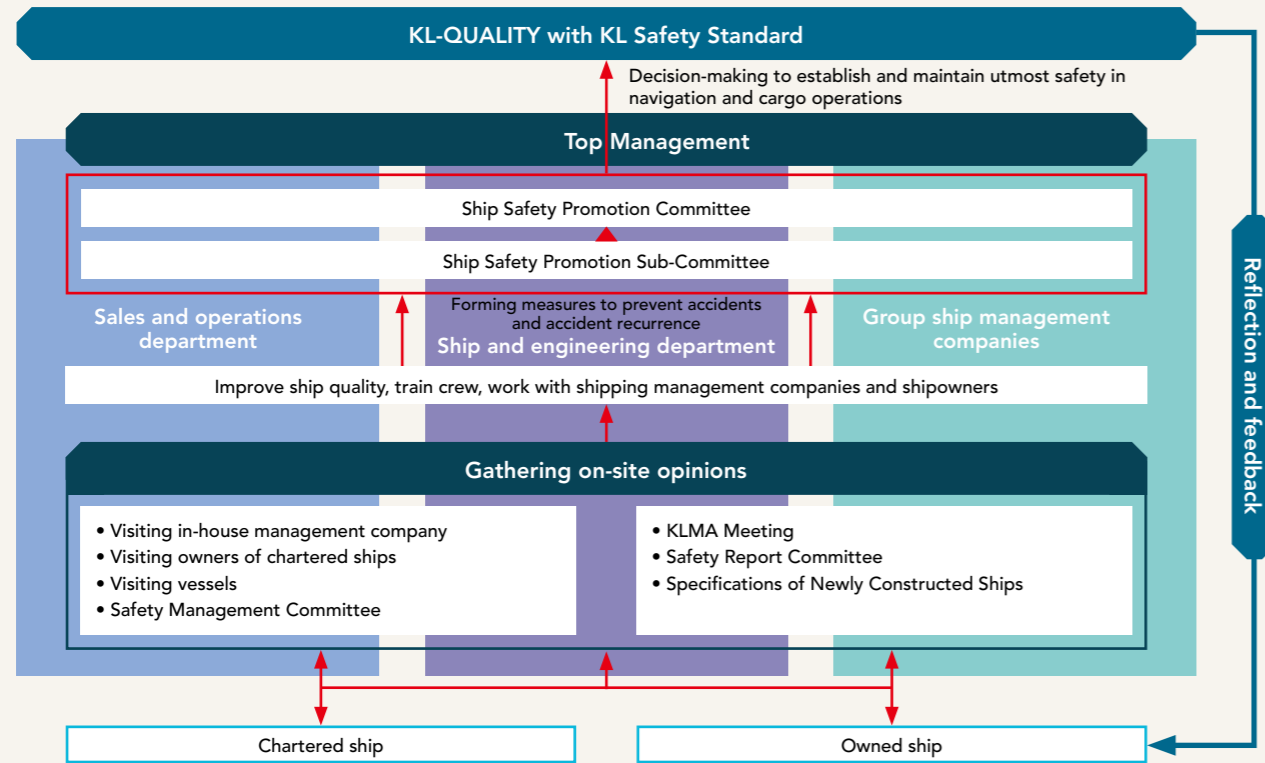 KL-QUALITY with KL Safety Standard
Decision-making to establish and maintain utmost safety in
navigation and cargo operations
Top Management
Ship Safety Promotion Committee
Ship Safety Promotion Sub-Committee
Sales and operations
department
Forming measures to prevent accidents
and accident recurrence
Ship and engineering department
Group ship management
companies
Improve ship quality, train crew, work with shipping management companies and shipowners
Gathering on-site opinions
• Visiting in-house management company
• Visiting owners of chartered ships
• Visiting vessels
• Safety Management Committee
• KLMA Meeting
• Safety Report Committee
• Specifications of Newly Constructed Ships
Chartered ship
Owned ship
Reflection and feedback